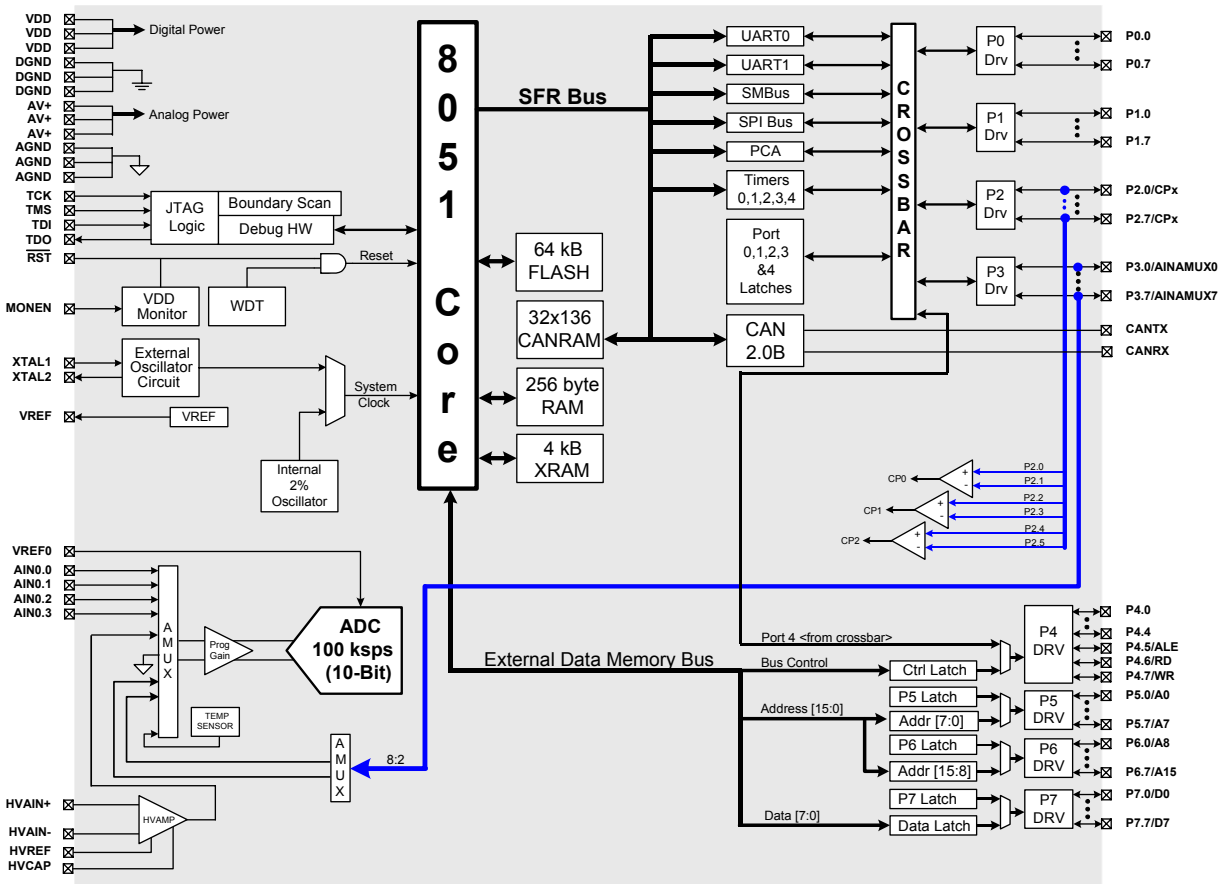 VDD
VDD
VDD
Digital Power
DGND
DGND
DGND
AV+
AV+
AV+
Analog Power
AGND
AGND
AGND
TCK
TMS
TDI
TDO
RST
JTAG
Logic
Boundary Scan
Debug HW
Reset
MONEN
VDD
Monitor
WDT
XTAL1
XTAL2
External
Oscillator
Circuit
System
Clock
VREF
VREF
Internal
2%
Oscillator
8
0
5
1
C
o
r
e
SFR Bus
64 kB
FLASH
32x136
CANRAM
256 byte
RAM
4 kB
XRAM
UART0
UART1
SMBus
SPI Bus
PCA
Timers
0,1,2,3,4
Port
0,1,2,3
&4
Latches
CAN
2.0B
C
R
O
S
S
B
A
R
P0
Drv
P1
Drv
P2
Drv
P3
Drv
P0.0
P0.7
P1.0
P1.7
P2.0/CPx
P2.7/CPx
P3.0/AINAMUX0
P3.7/AINAMUX7
CANTX
CANRX
CP0
+
-
P2.0
P2.1
CP1
+
-
P2.2
P2.3
CP2
+
-
P2.4
P2.5
VREF0
AIN0.0
AIN0.1
AIN0.2
AIN0.3
A
M
U
X
Prog
Gain
ADC
100 ksps
(10-Bit)
TEMP
SENSOR
A
M
U
X
8:2
HVAIN+
HVAIN-
HVREF
HVCAP
HVAMP
External Data Memory Bus
Port 4 <from crossbar>
Bus Control
Ctrl Latch
Address [15:0]
P5 Latch
Addr [7:0]
P6 Latch
Addr [15:8]
P7 Latch
Data [7:0]
Data Latch
P4
DRV
P5
DRV
P6
DRV
P7
DRV
P4.0
P4.4
P4.5/ALE
P4.6/RD
P4.7/WR
P5.0/A0
P5.7/A7
P6.0/A8
P6.7/A15
P7.0/D0
P7.7/D7